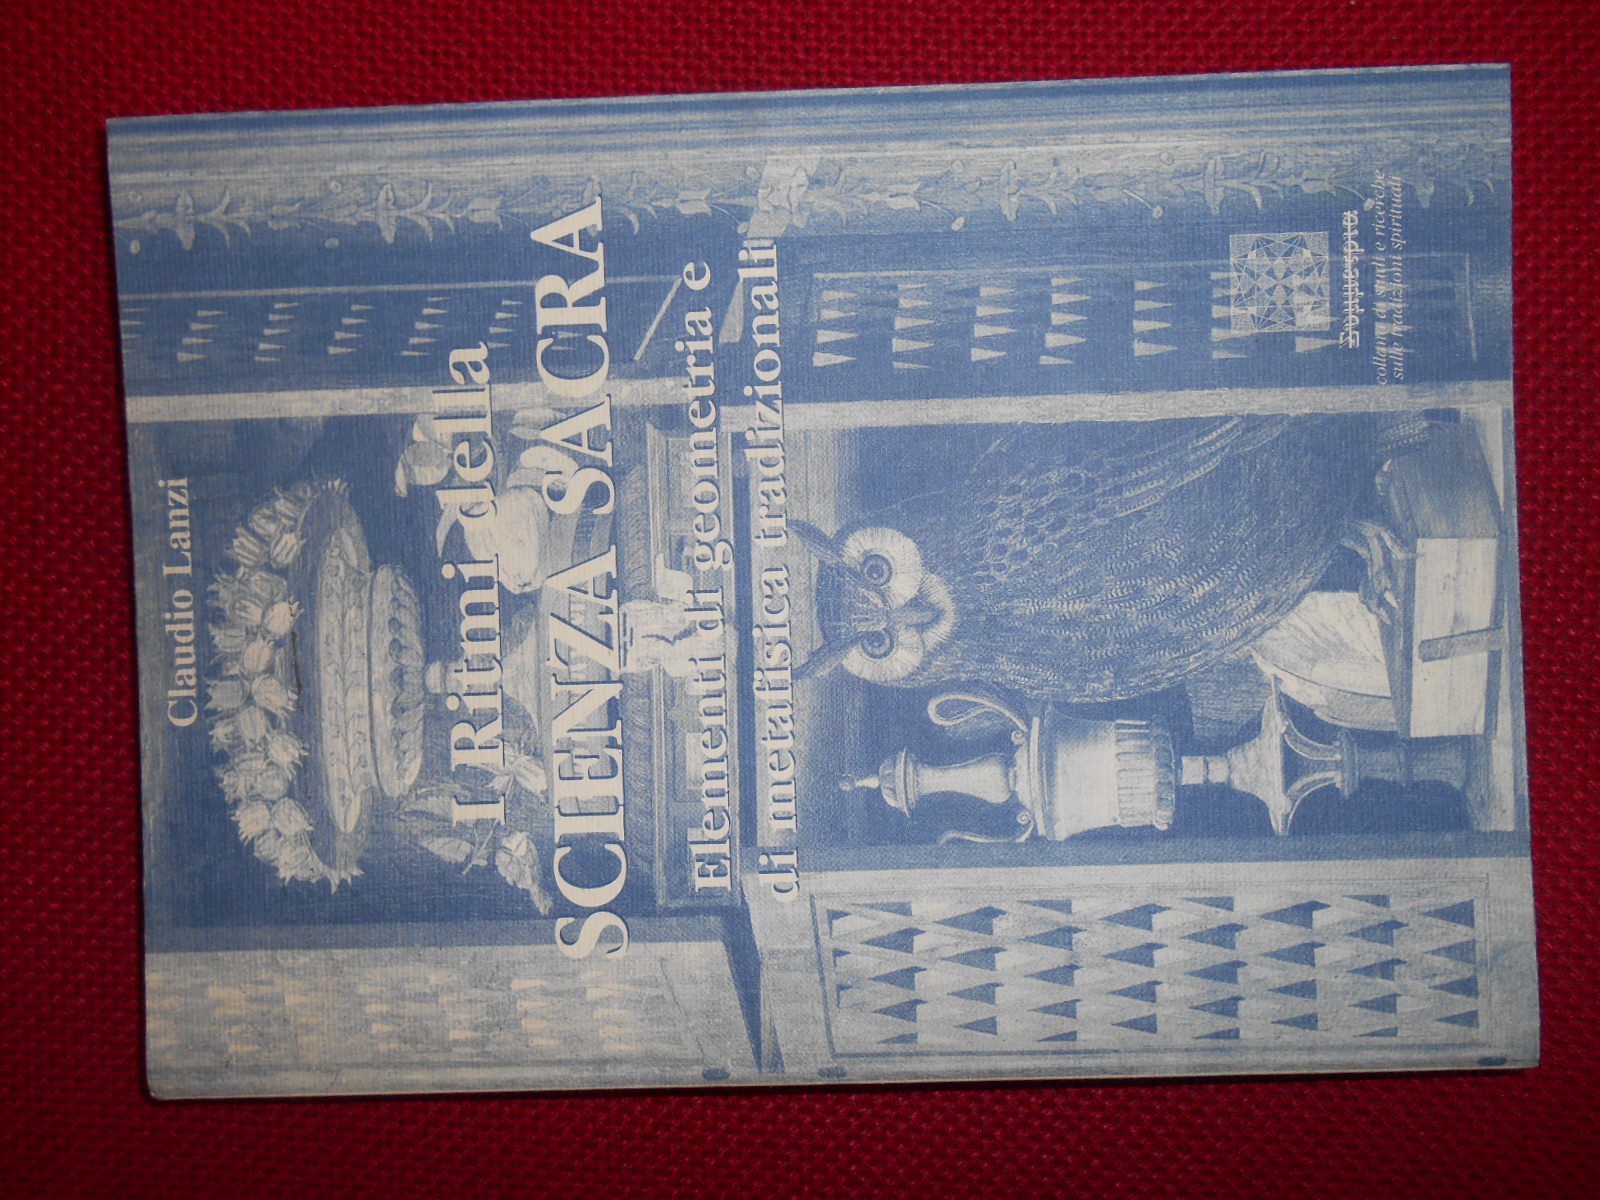 Claudio Lanzi
I Ritmi della
SCIENZA SACRA
Elementi di geometria e
di metafisica tradizionali
Simmetria
collana di studi e ricerche
sulle tradizioni spirituali